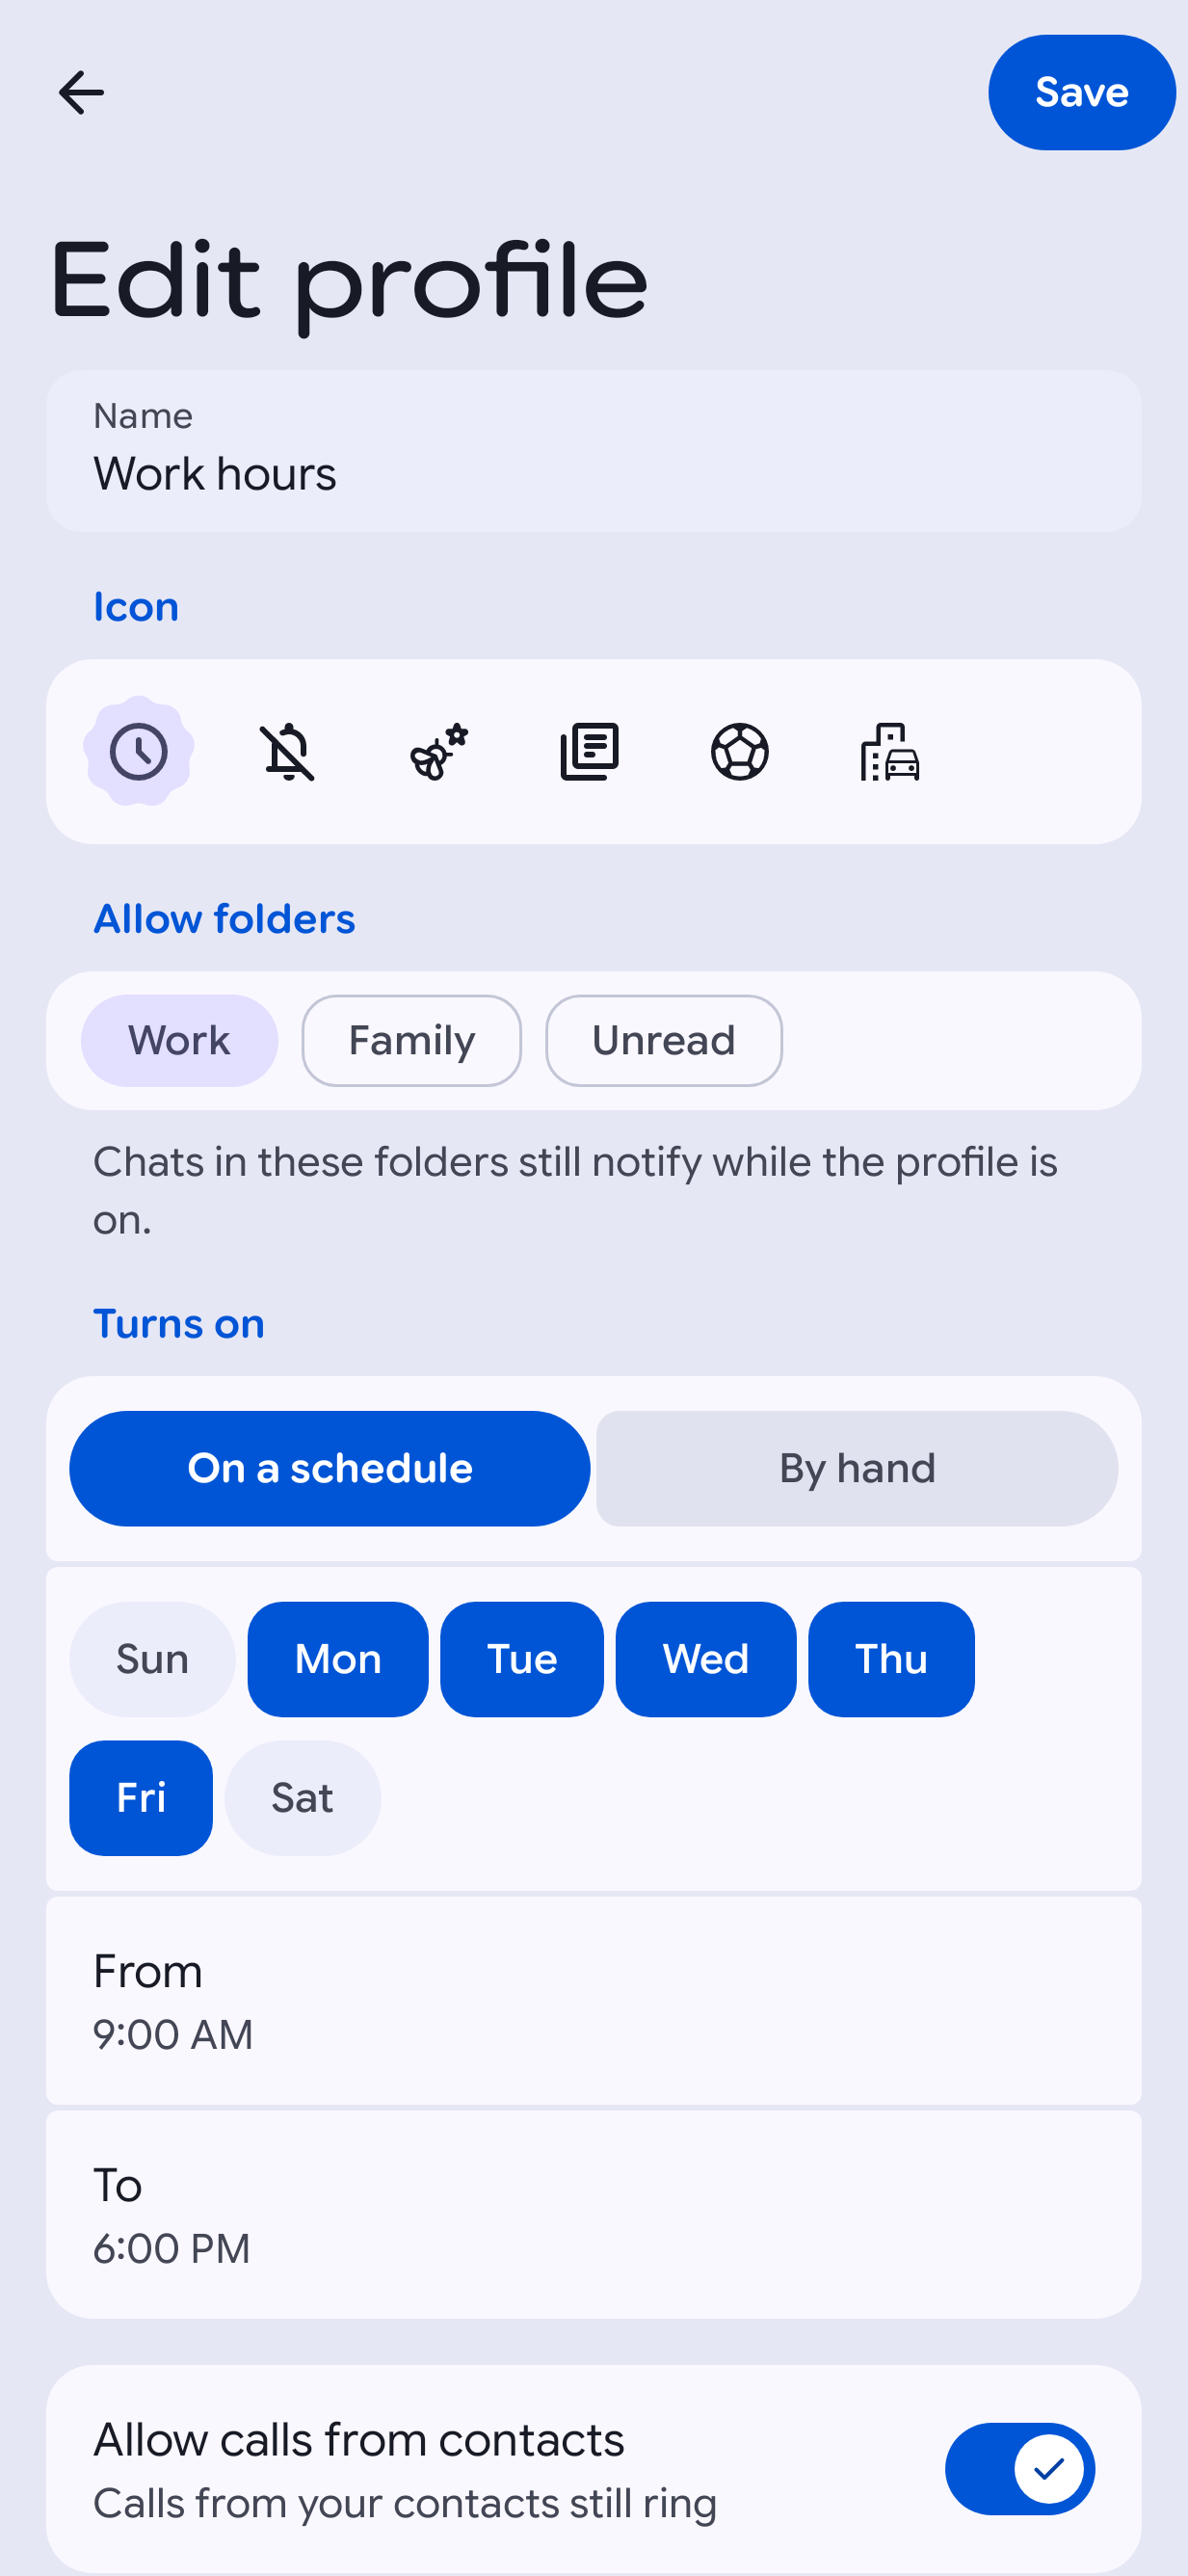 Save
Edit profile
Name
Work hours
Icon
Allow folders
Work Family Unread
Chats in these folders still notify while the profile is
on.
Turns on
On a schedule By hand
Sun Mon Tue Wed Thu
Fri Sat
From
9:00 AM
To
6:00 PM
Allow calls from contacts
Calls from your contacts still ring